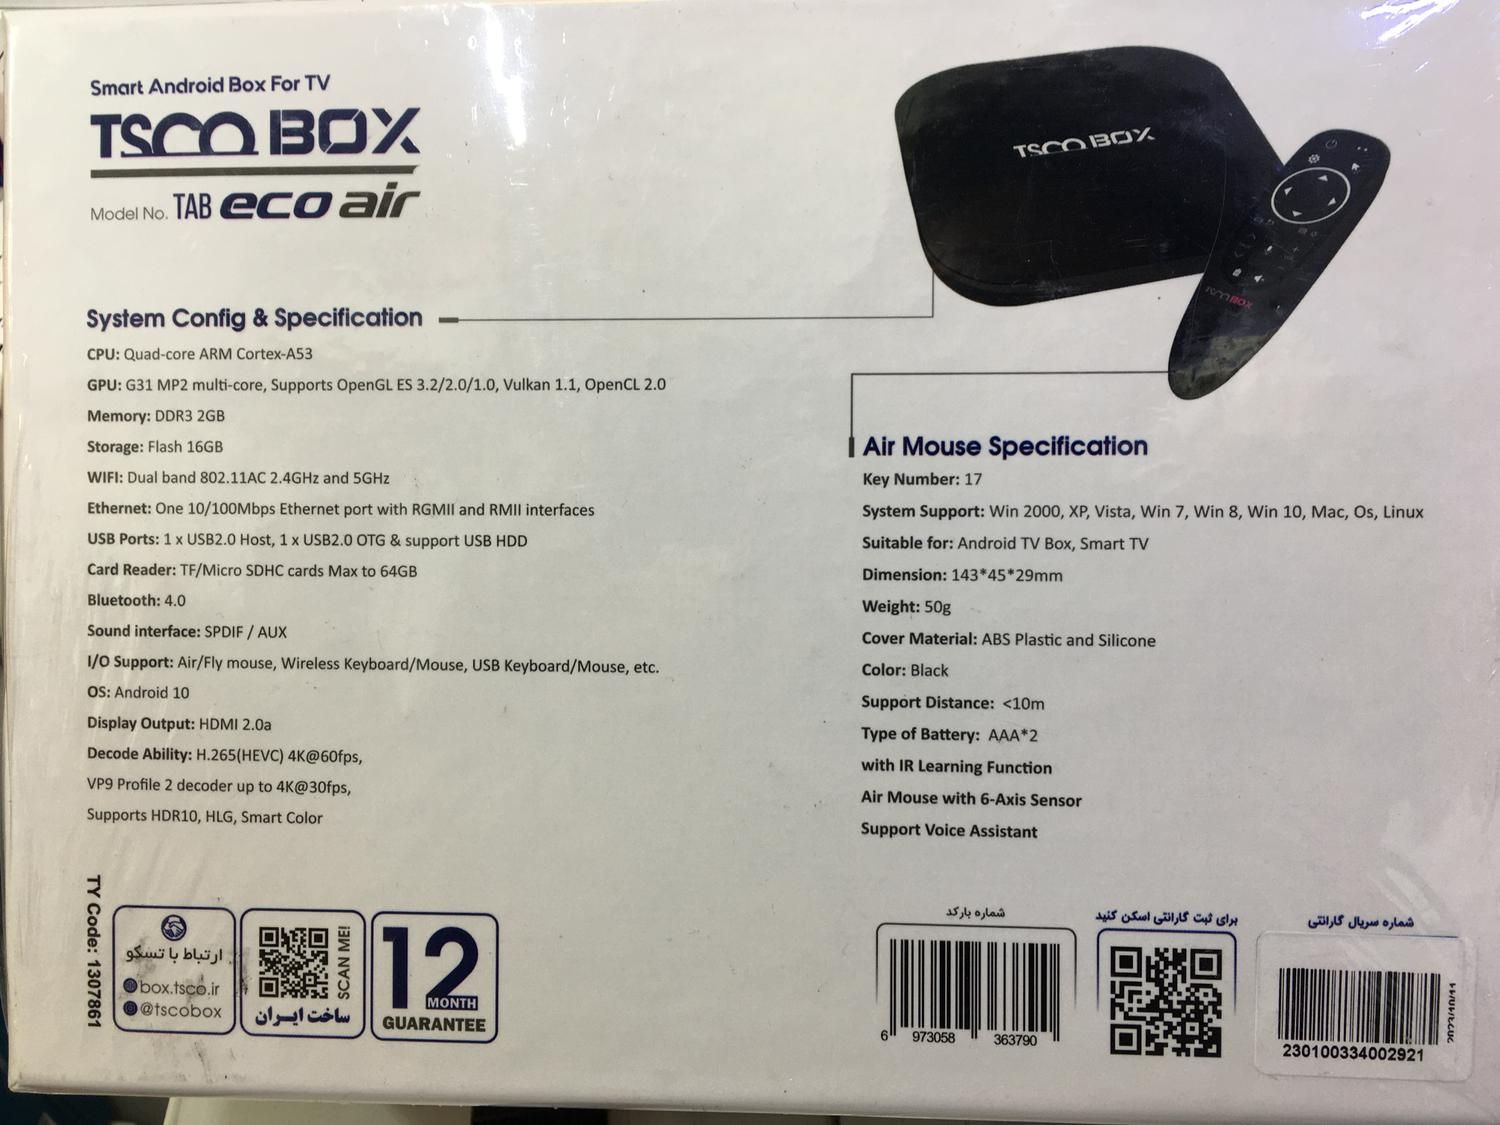 Smart Android Box For TV
TSCO BOX
Model No. TAB eco air
TSCO BOX
TSCO BOX
System Config & Specification
CPU: Quad-core ARM Cortex-A53
GPU: G31 MP2 multi-core, Supports OpenGL ES 3.2/2.0/1.0, Vulkan 1.1, OpenCL 2.0
Memory: DDR3 2GB
Storage: Flash 16GB
WIFI: Dual band 802.11AC 2.4GHz and 5GHz
Ethernet: One 10/100Mbps Ethernet port with RGMII and RMII interfaces
USB Ports: 1 x USB2.0 Host, 1 x USB2.0 OTG & support USB HDD
Card Reader: TF/Micro SDHC cards Max to 64GB
Bluetooth: 4.0
Sound interface: SPDIF / AUX
I/O Support: Air/Fly mouse, Wireless Keyboard/Mouse, USB Keyboard/Mouse, etc.
OS: Android 10
Display Output: HDMI 2.0a
Decode Ability: H.265(HEVC) 4K@60fps,
VP9 Profile 2 decoder up to 4K@30fps,
Supports HDR10, HLG, Smart Color
Air Mouse Specification
Key Number: 17
System Support: Win 2000, XP, Vista, Win 7, Win 8, Win 10, Mac, Os, Linux
Suitable for: Android TV Box, Smart TV
Dimension: 143*45*29mm
Weight: 50g
Cover Material: ABS Plastic and Silicone
Color: Black
Support Distance: <10m
Type of Battery: AAA*2
with IR Learning Function
Air Mouse with 6-Axis Sensor
Support Voice Assistant
TY Code: 1307861
ارتباط با تسکو
box.tsco.ir
@tscobox
SCAN ME!
ساخت ایـران
12
MONTH
GUARANTEE
شماره بارکد
6 973058 363790
برای ثبت گارانتی اسکن کنید
شماره سریال گارانتی
230100334002921
2023/10/11